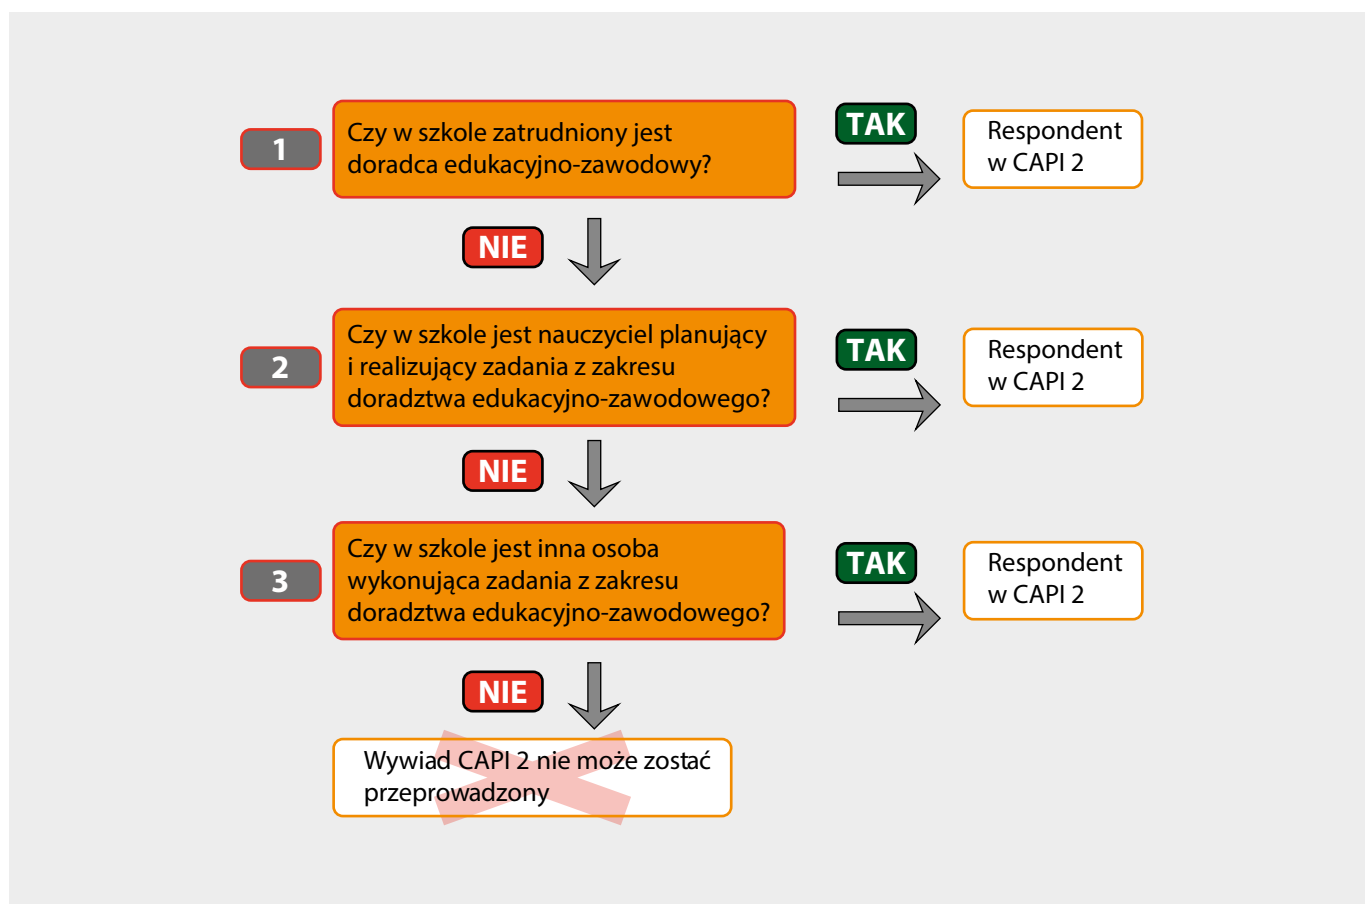 1
Czy w szkole zatrudniony jest
doradca edukacyjno-zawodowy?
TAK
Respondent
w CAPI 2
NIE
2
Czy w szkole jest nauczyciel planujący
i realizujący zadania z zakresu
doradztwa edukacyjno-zawodowego?
TAK
Respondent
w CAPI 2
NIE
3
Czy w szkole jest inna osoba
wykonująca zadania z zakresu
doradztwa edukacyjno-zawodowego?
TAK
Respondent
w CAPI 2
NIE
Wywiad CAPI 2 nie może zostać
przeprowadzony